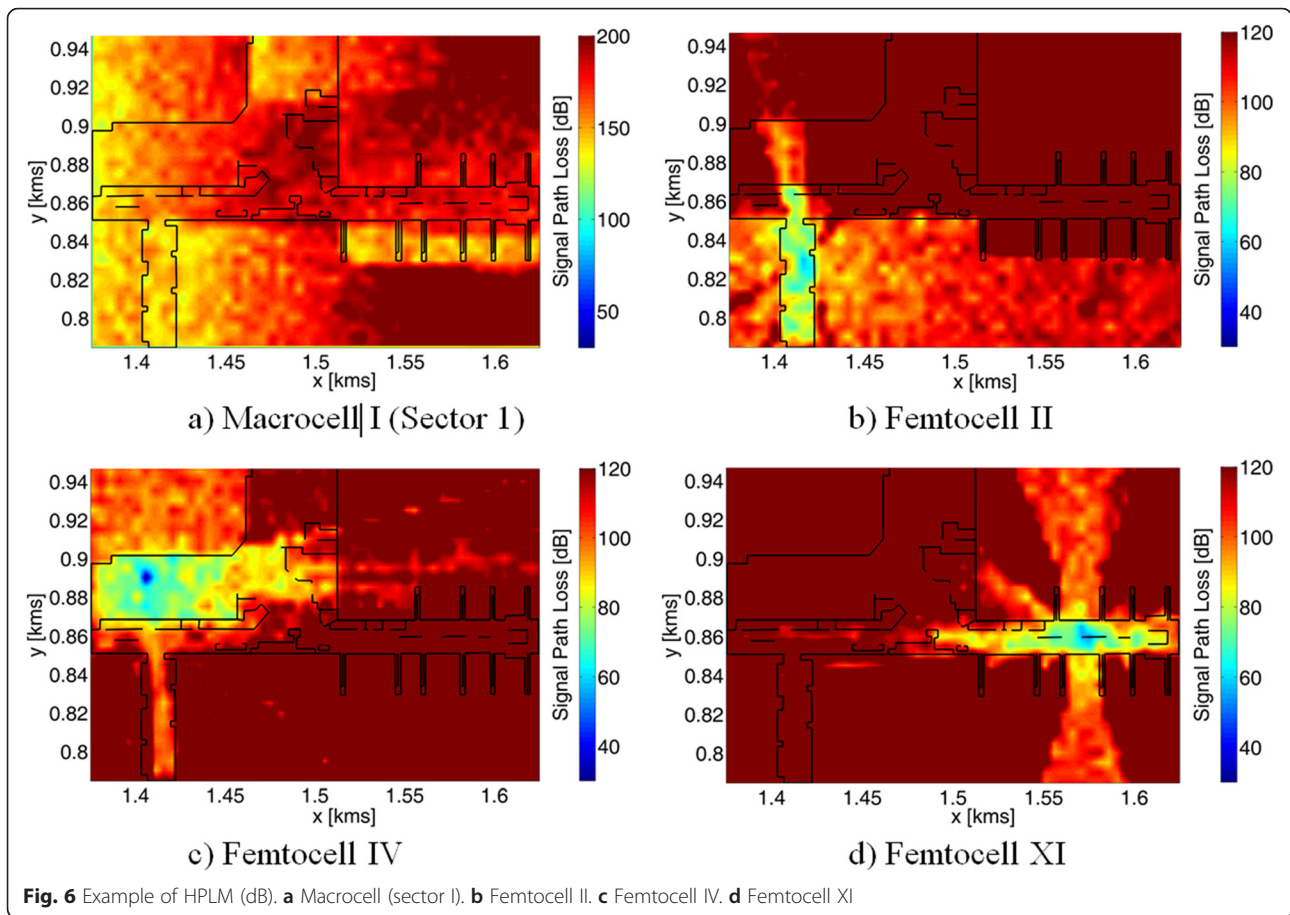 0.94
0.92
0.9
0.88
0.86
0.84
0.82
0.8
y [kms]
1.4 1.45 1.5 1.55 1.6
x [kms]
200
150
100
50
Signal Path Loss [dB]
a) Macrocell|I (Sector 1)
0.94
0.92
0.9
0.88
0.86
0.84
0.82
0.8
y [kms]
1.4 1.45 1.5 1.55 1.6
x [kms]
120
100
80
60
40
Signal Path Loss [dB]
b) Femtocell II
0.94
0.92
0.9
0.88
0.86
0.84
0.82
0.8
y [kms]
1.4 1.45 1.5 1.55 1.6
x [kms]
120
100
80
60
40
Signal Path Loss [dB]
c) Femtocell IV
0.94
0.92
0.9
0.88
0.86
0.84
0.82
0.8
y [kms]
1.4 1.45 1.5 1.55 1.6
x [kms]
120
100
80
60
40
Signal Path Loss [dB]
d) Femtocell XI
Fig. 6 Example of HPLM (dB). a Macrocell (sector I). b Femtocell II. c Femtocell IV. d Femtocell XI